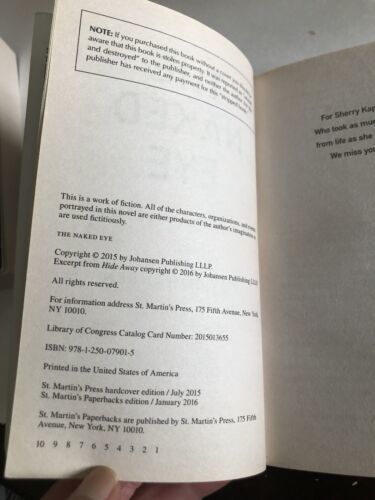 NOTE: If you purchased this book without a cover you should be
aware that this book is stolen property. It was reported as "unsold
and destroyed" to the publisher, and neither the author nor the
publisher has received any payment for this "stripped book."
This is a work of fiction. All of the characters, organizations, and events
portrayed in this novel are either products of the author's imagination or
are used fictitiously.
THE NAKED EYE
Copyright © 2015 by Johansen Publishing LLLP.
Excerpt from Hide Away copyright © 2016 by Johansen Publishing LLLP.
All rights reserved.
For information address St. Martin's Press, 175 Fifth Avenue, New York,
NY 10010.
Library of Congress Catalog Card Number: 2015013655
ISBN: 978-1-250-07901-5
Printed in the United States of America
St. Martin's Press hardcover edition / July 2015
St. Martin's Paperbacks edition / January 2016
St. Martin's Paperbacks are published by St. Martin's Press, 175 Fifth
Avenue, New York, NY 10010.
10 9 8 7 6 5 4 3 2 1
For Sherry
Who took as
from life as she
We miss you